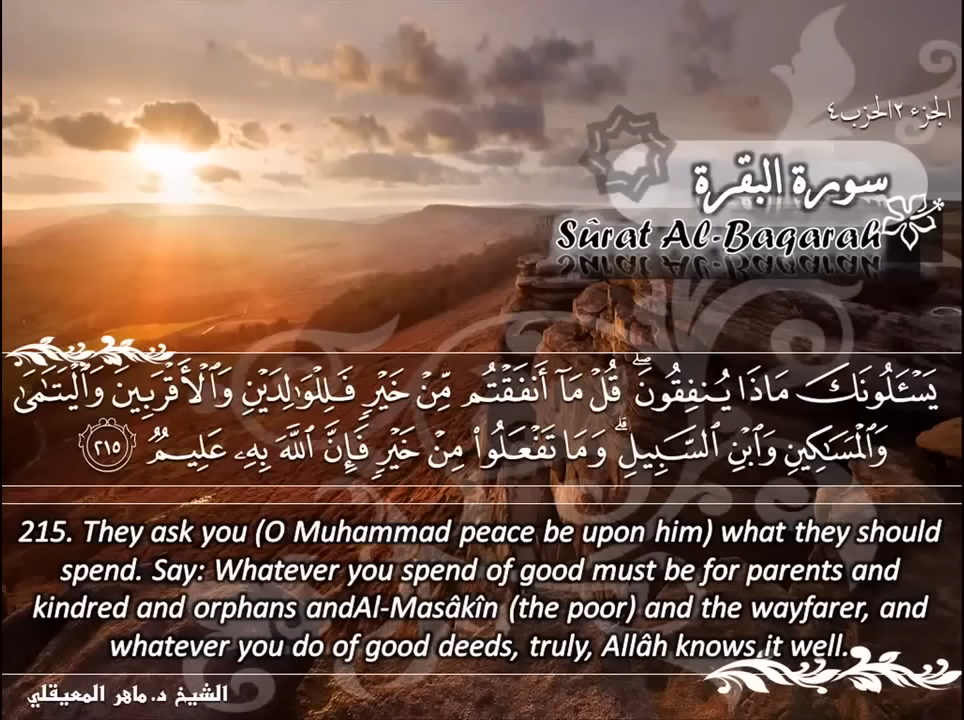 الجزء ٢ الحزب ٤
سورة البقرة
Sûrat Al-Baqarah
يَسْـَٔلُونَكَ مَاذَا يُنفِقُونَ ۖ قُلْ مَآ أَنفَقْتُم مِّنْ خَيْرٍ فَلِلْوَٰلِدَيْنِ وَٱلْأَقْرَبِينَ وَٱلْيَتَـٰمَىٰ
وَٱلْمَسَـٰكِينِ وَٱبْنِ ٱلسَّبِيلِ ۗ وَمَا تَفْعَلُوا۟ مِنْ خَيْرٍ فَإِنَّ ٱللَّهَ بِهِۦ عَلِيمٌ ٢١٥
215. They ask you (O Muhammad peace be upon him) what they should
spend. Say: Whatever you spend of good must be for parents and
kindred and orphans andAl-Masâkîn (the poor) and the wayfarer, and
whatever you do of good deeds, truly, Allâh knows it well.
الشيخ د. ماهر المعيقلي